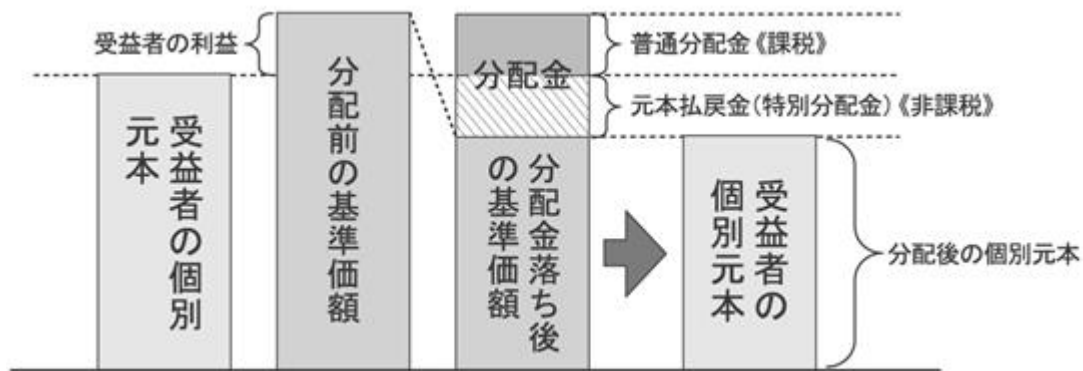 受益者の利益
受益者の個別
元本
分配前の基準価額
分配金
分配金落ち後
の基準価額
普通分配金《課税》
元本払戻金(特別分配金)《非課税》
受益者の
個別元本
分配後の個別元本